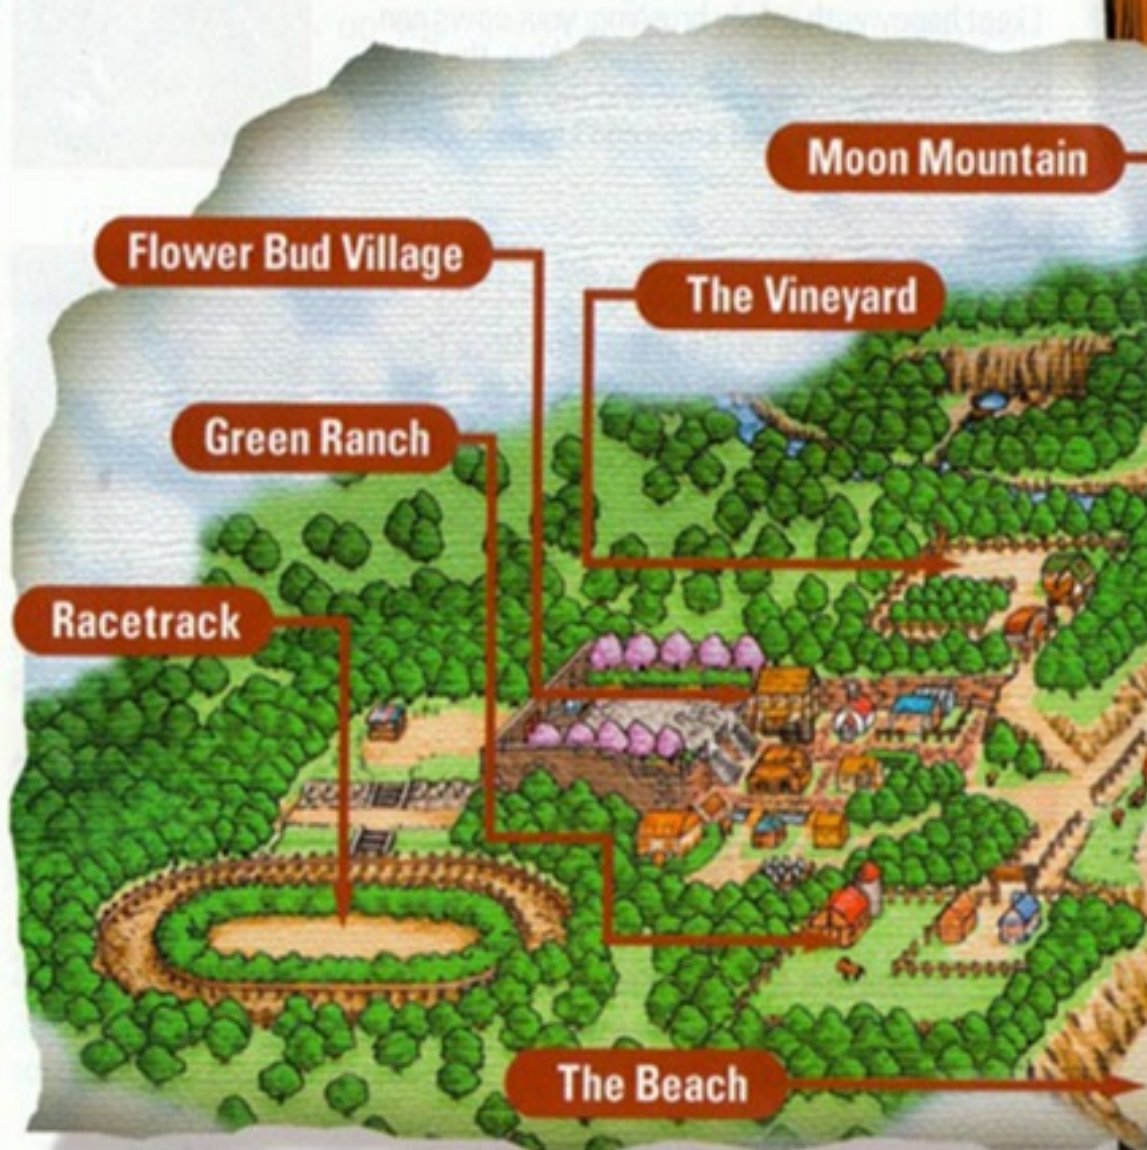 Moon Mountain
Flower Bud Village
The Vineyard
Green Ranch
Racetrack
The Beach